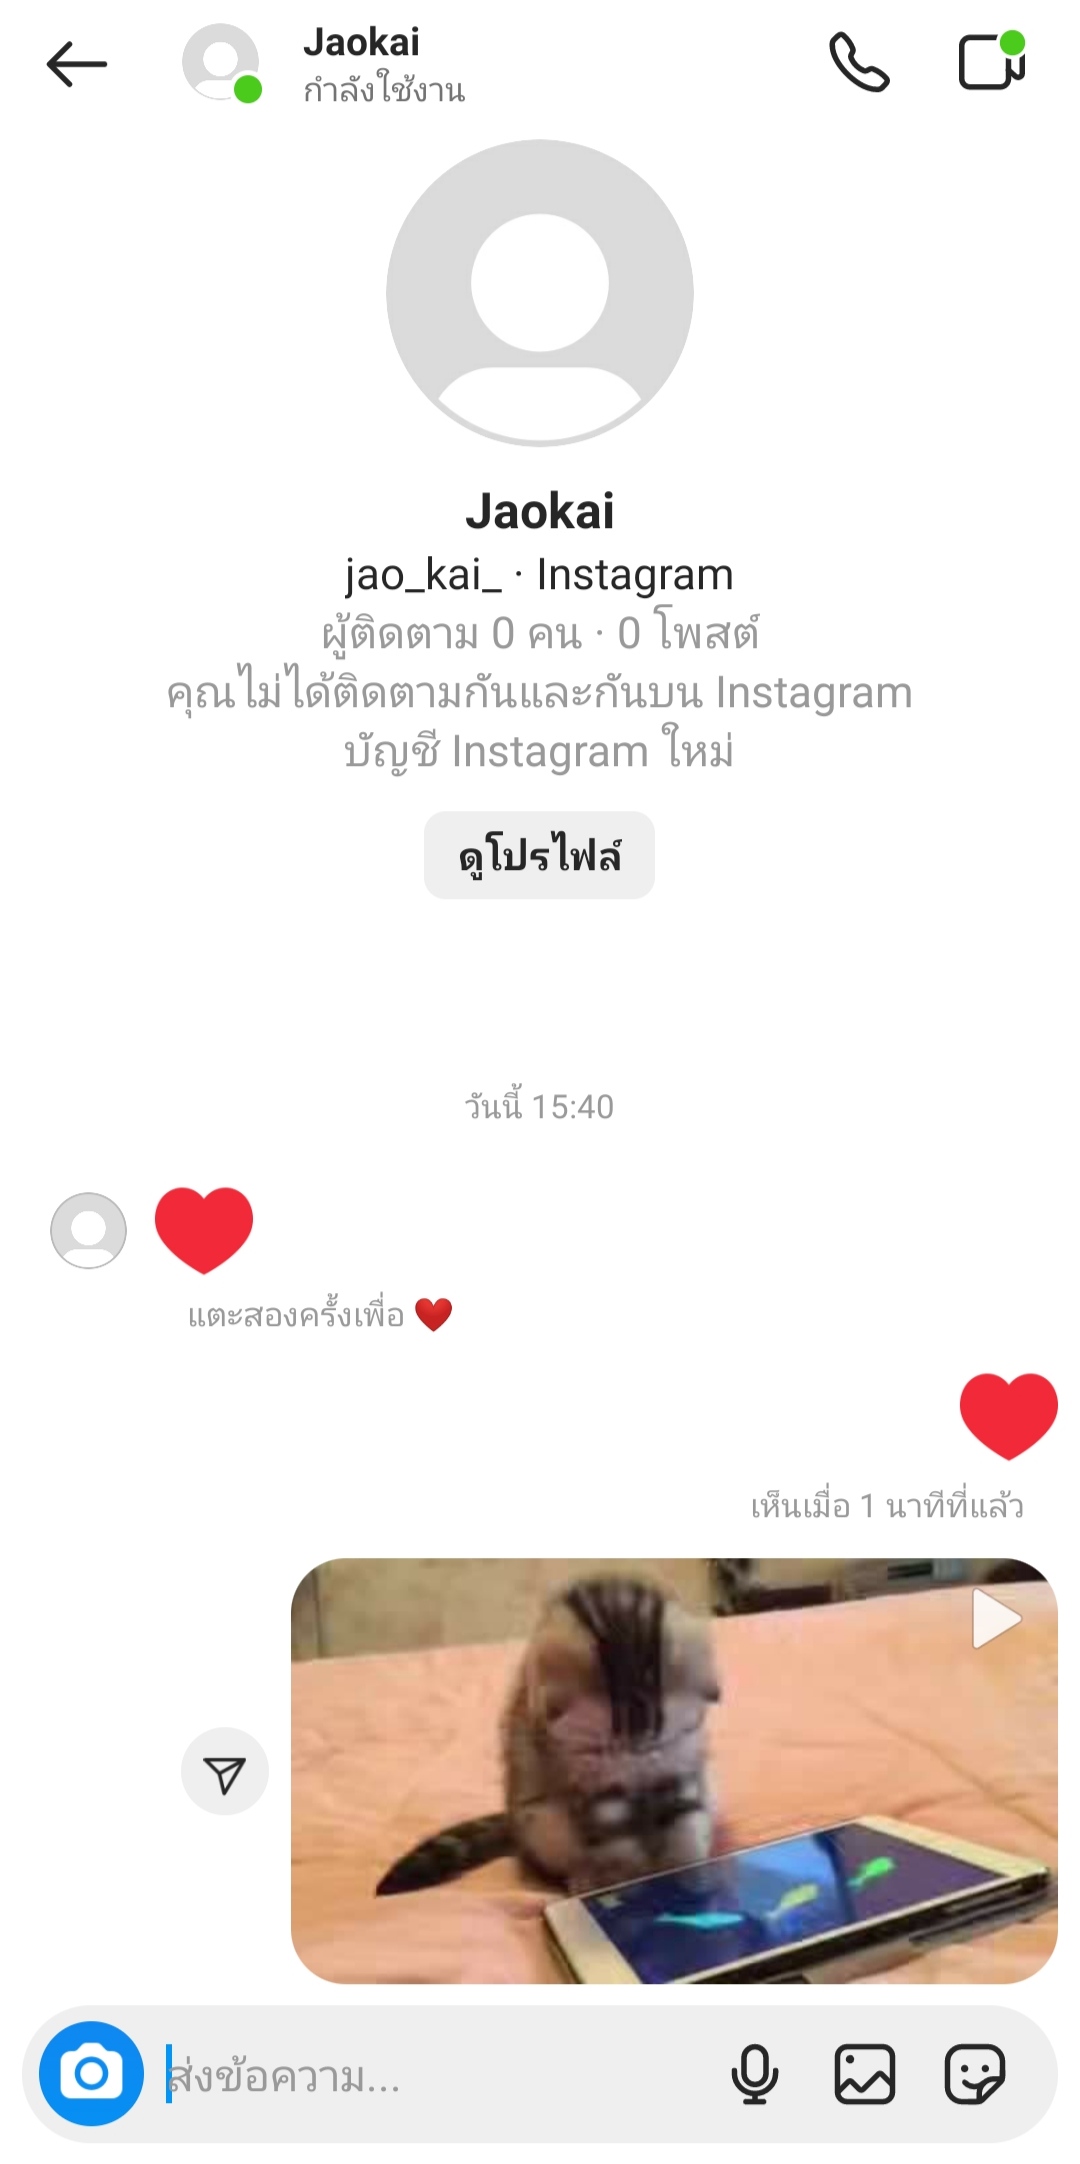 Jaokai
กำลังใช้งาน
Jaokai
jao_kai_ · Instagram
ผู้ติดตาม 0 คน · 0 โพสต์
คุณไม่ได้ติดตามกันและกันบน Instagram
บัญชี Instagram ใหม่
ดูโปรไฟล์
วันนี้ 15:40
แตะสองครั้งเพื่อ ❤️
เห็นเมื่อ 1 นาทีที่แล้ว
ส่งข้อความ...